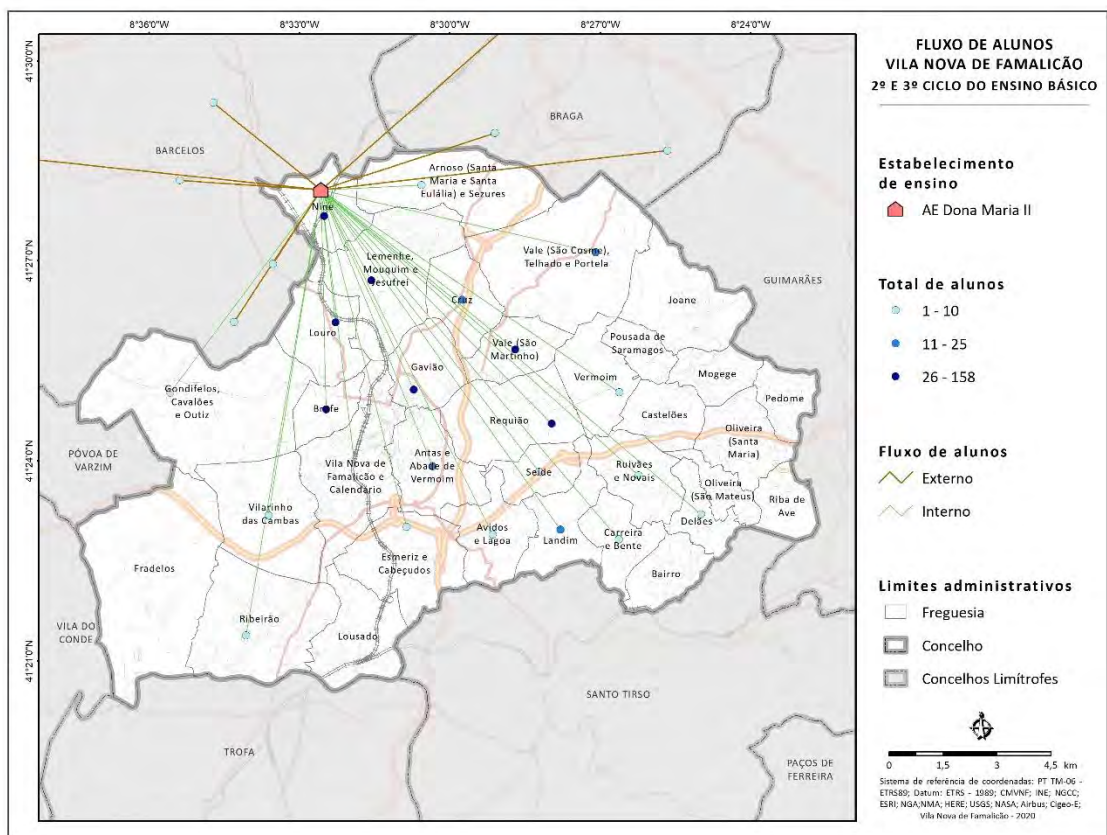 8°36'0"W
8°33'0"W
8°30'0"W
8°27'0"W
8°24'0"W
41°30'0"N
41°27'0"N
41°24'0"N
41°21'0"N
BRAGA
BARCELOS
Arnoso (Santa
Maria e Santa
Eulália) e Sezures
Nine
Lemenhe,
Mouquim e
Jesufrei
Vale (São Cosme),
Telhado e Portela
GUIMARÃES
Cruz
Joane
Louro
Vale (São
Martinho)
Pousada de
Saramagos
Gavião
Vermoim
Mogege
Gondifelos,
Cavalões
e Outiz
Pedome
Brufe
Requião
Castelões
Oliveira
(Santa
Maria)
PÓVOA DE
VARZIM
Vila Nova de
Famalicão e
Calendário
Antas e
Abade de
Vermoim
Seide
Ruivães
e Novais
Oliveira
(São Mateus)
Riba de
Ave
Vilarinho
das Cambas
Delães
Avidos
e Lagoa
Landim
Carreira
e Bente
Fradelos
Esmeriz e
Cabeçudos
Bairro
VILA DO
CONDE
Ribeirão
Lousado
SANTO TIRSO
TROFA
PAÇOS DE
FERREIRA
FLUXO DE ALUNOS
VILA NOVA DE FAMALICÃO
2º E 3º CICLO DO ENSINO BÁSICO
Estabelecimento
de ensino
AE Dona Maria II
Total de alunos
1 - 10
11 - 25
26 - 158
Fluxo de alunos
Externo
Interno
Limites administrativos
Freguesia
Concelho
Concelhos Limítrofes
0 1,5 3 4,5 km
Sistema de referência de coordenadas: PT TM-06 -
ETRS89; Datum: ETRS - 1989; CMVNF; INE; NGCC;
ESRI; NGA;NMA; HERE; USGS; NASA; Airbus; Cigeo-E;
Vila Nova de Famalicão - 2020